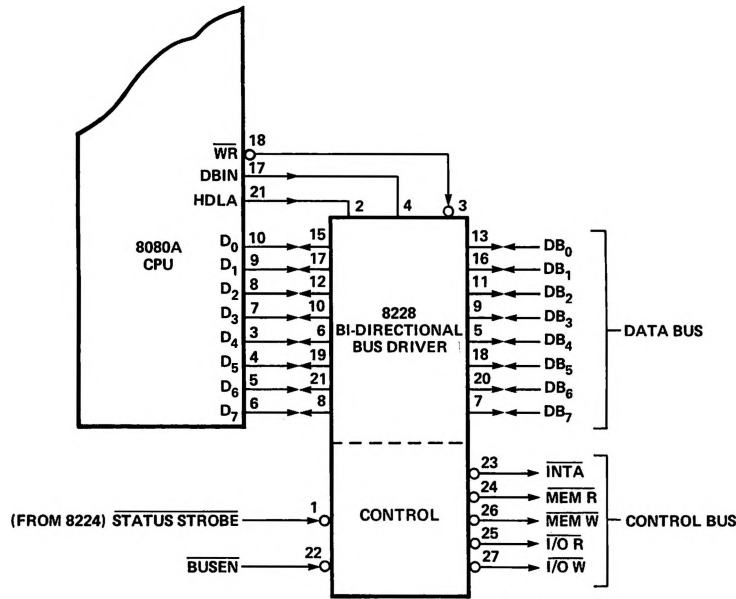 WR 18
DBIN 17
HDLA 21
2 4 3
8080A
CPU
D0 10 15 13 DB0
D1 9 17 16 DB1
D2 8 12 11 DB2
D3 7 10 9 DB3
D4 3 6 5 DB4
D5 4 19 18 DB5
D6 5 21 20 DB6
D7 6 8 7 DB7
8228
BI-DIRECTIONAL
BUS DRIVER
DATA BUS
23 INTA
24 MEM R
26 MEM W
25 I/O R
27 I/O W
CONTROL BUS
CONTROL
(FROM 8224) STATUS STROBE 1
BUSEN 22